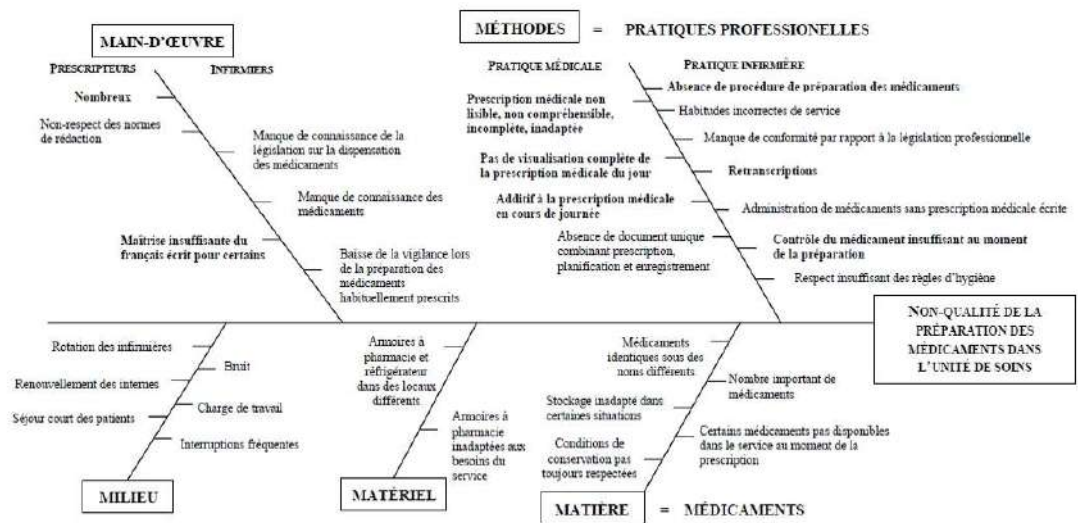 MAIN-D'ŒUVRE
PRESCRIPTEURS
INFIRMIERS
Nombreux
Non-respect des normes
de rédaction
Manque de connaissance de la
législation sur la dispensation
des médicaments
Manque de connaissance des
médicaments
Maîtrise insuffisante du
français écrit pour certains
Baisse de la vigilance lors
de la préparation des
médicaments
habituellement prescrits
MÉTHODES = PRATIQUES PROFESSIONELLES
PRATIQUE MÉDICALE
PRATIQUE INFIRMIÈRE
Prescription médicale non
lisible, non compréhensible,
incomplète, inadaptée
Pas de visualisation complète de
la prescription médicale du jour
Additif à la prescription médicale
en cours de journée
Absence de document unique
combinant prescription,
planification et enregistrement
Absence de procédure de préparation des médicaments
Habitudes incorrectes de service
Manque de conformité par rapport à la législation professionelle
Retranscriptions
Administration de médicaments sans prescription médicale écrite
Contrôle du médicament insuffisant au moment
de la préparation
Respect insuffisant des règles d'hygiène
NON-QUALITÉ DE LA
PRÉPARATION DES
MÉDICAMENTS DANS
L'UNITÉ DE SOINS
Rotation des infirmières
Renouvellement des internes
Séjour court des patients
Bruit
Charge de travail
Interruptions fréquentes
MILIEU
Armoires à
pharmacie et
réfrigérateur
dans des locaux
différents
Armoires à
pharmacie
inadaptées aux
besoins du
service
MATÉRIEL
Médicaments
identiques sous des
noms différents
Stockage inadapté dans
certaines situations
Conditions de
conservation pas
toujours respectées
Nombre important de
médicaments
Certains médicaments pas disponibles
dans le service au moment de la
prescription
MATIÈRE = MÉDICAMENTS